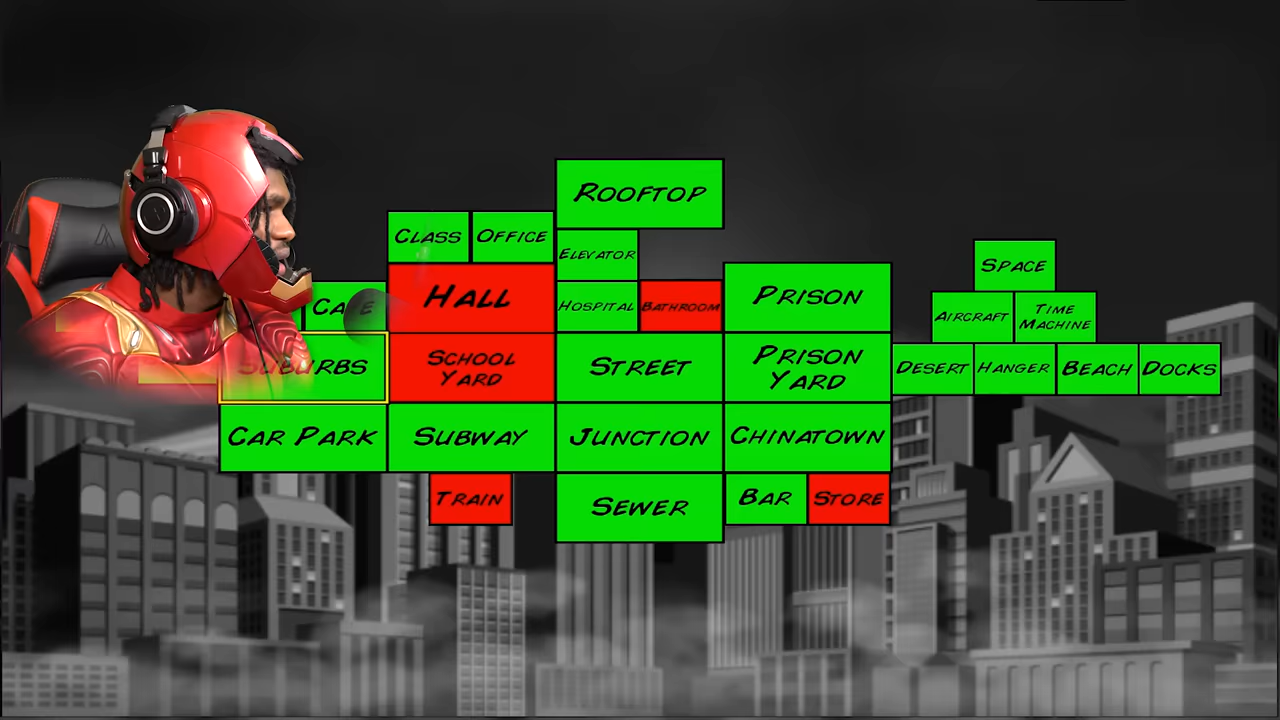 ROOFTOP
CLASS
OFFICE
ELEVATOR
SPACE
HALL
HOSPITAL
BATHROOM
PRISON
AIRCRAFT
TIME
MACHINE
SUBURBS
SCHOOL
YARD
STREET
PRISON
YARD
DESERT
HANGER
BEACH
DOCKS
CAR PARK
SUBWAY
JUNCTION
CHINATOWN
TRAIN
SEWER
BAR
STORE